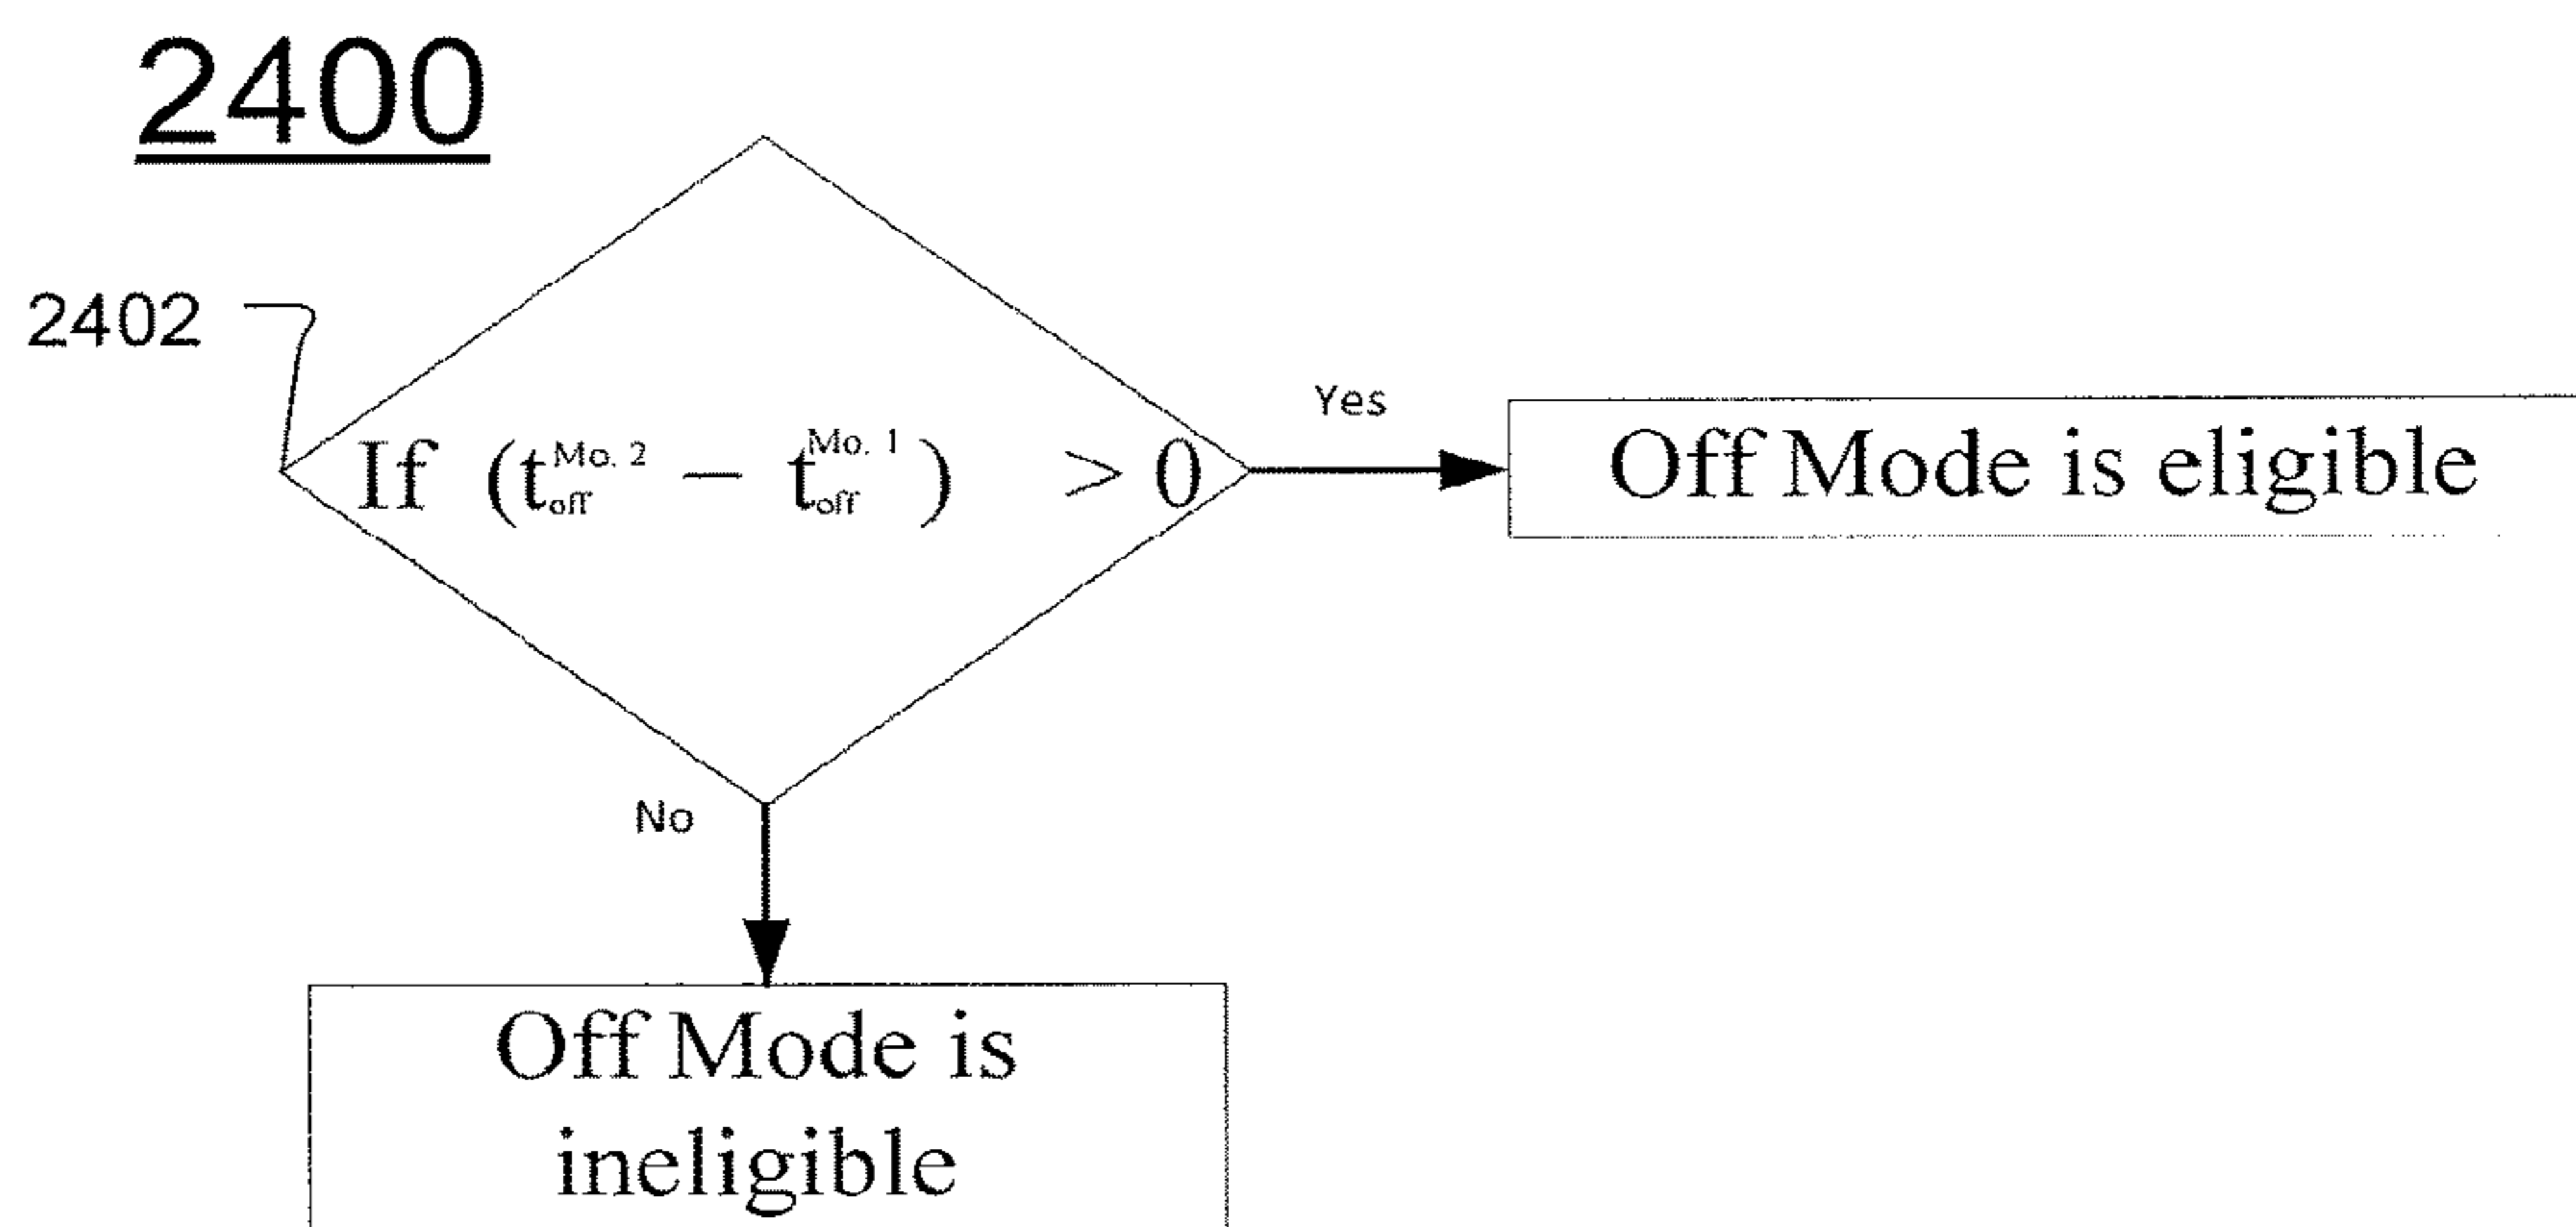 2400
2402
If (t_off^Mo. 2 − t_off^Mo. 1) > 0
Yes
Off Mode is eligible
No
Off Mode is
ineligible